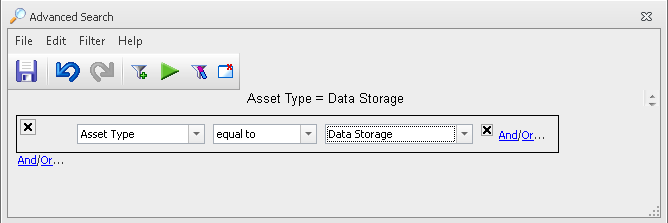 Advanced Search
File Edit Filter Help
Asset Type = Data Storage
Asset Type equal to Data Storage And/Or...
And/Or...